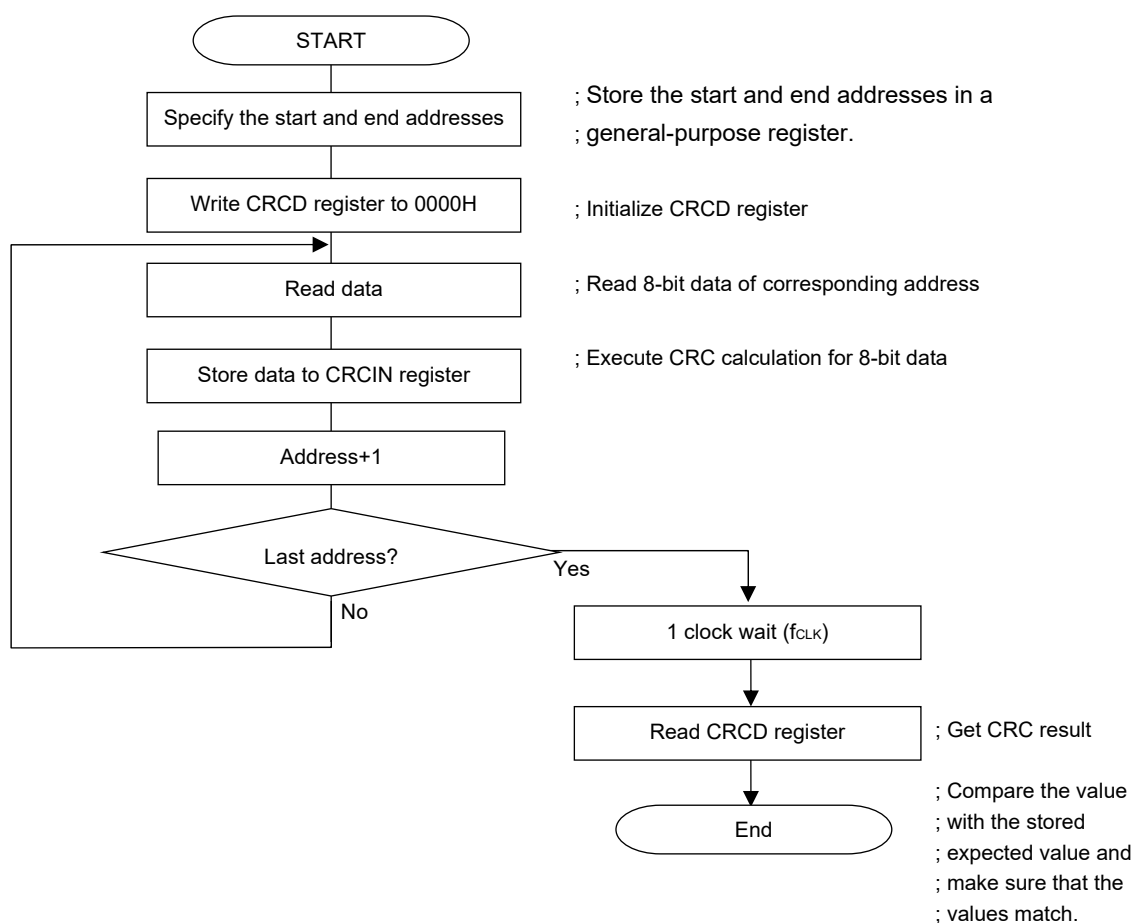 START
Specify the start and end addresses
; Store the start and end addresses in a
; general-purpose register.
Write CRCD register to 0000H
; Initialize CRCD register
Read data
; Read 8-bit data of corresponding address
Store data to CRCIN register
; Execute CRC calculation for 8-bit data
Address+1
Last address?
Yes
No
1 clock wait (fCLK)
Read CRCD register
; Get CRC result
End
; Compare the value
; with the stored
; expected value and
; make sure that the
; values match.